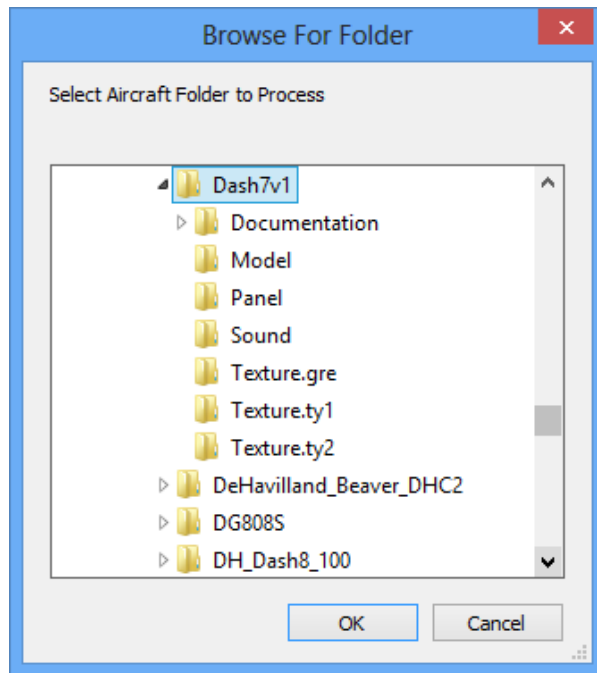 Browse For Folder
Select Aircraft Folder to Process
Dash7v1
Documentation
Model
Panel
Sound
Texture.gre
Texture.ty1
Texture.ty2
DeHavilland_Beaver_DHC2
DG808S
DH_Dash8_100
OK Cancel